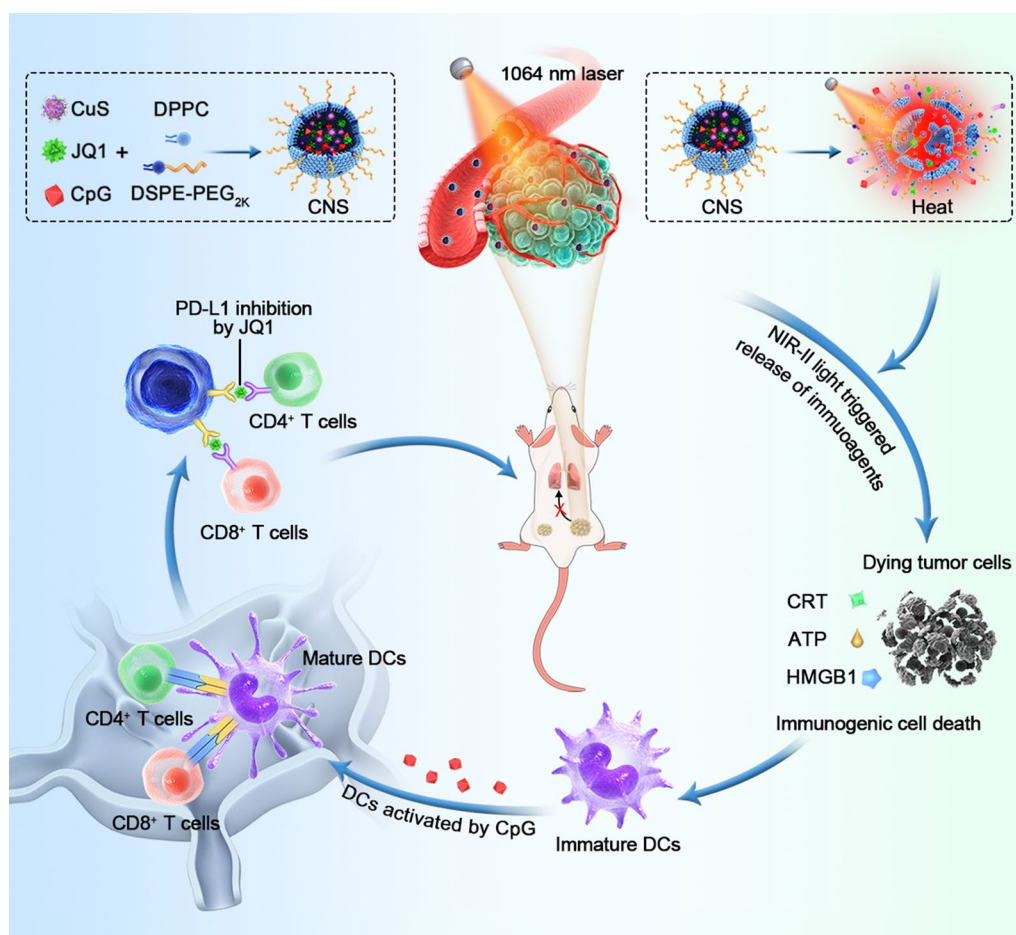 1064 nm laser
CuS
DPPC
JQ1 +
CpG
DSPE-PEG2K
CNS
CNS
Heat
PD-L1 inhibition
by JQ1
CD4+ T cells
CD8+ T cells
NIR-II light triggered
release of immuoagents
Dying tumor cells
CRT
ATP
HMGB1
Immunogenic cell death
Mature DCs
CD4+ T cells
CD8+ T cells
DCs activated by CpG
Immature DCs